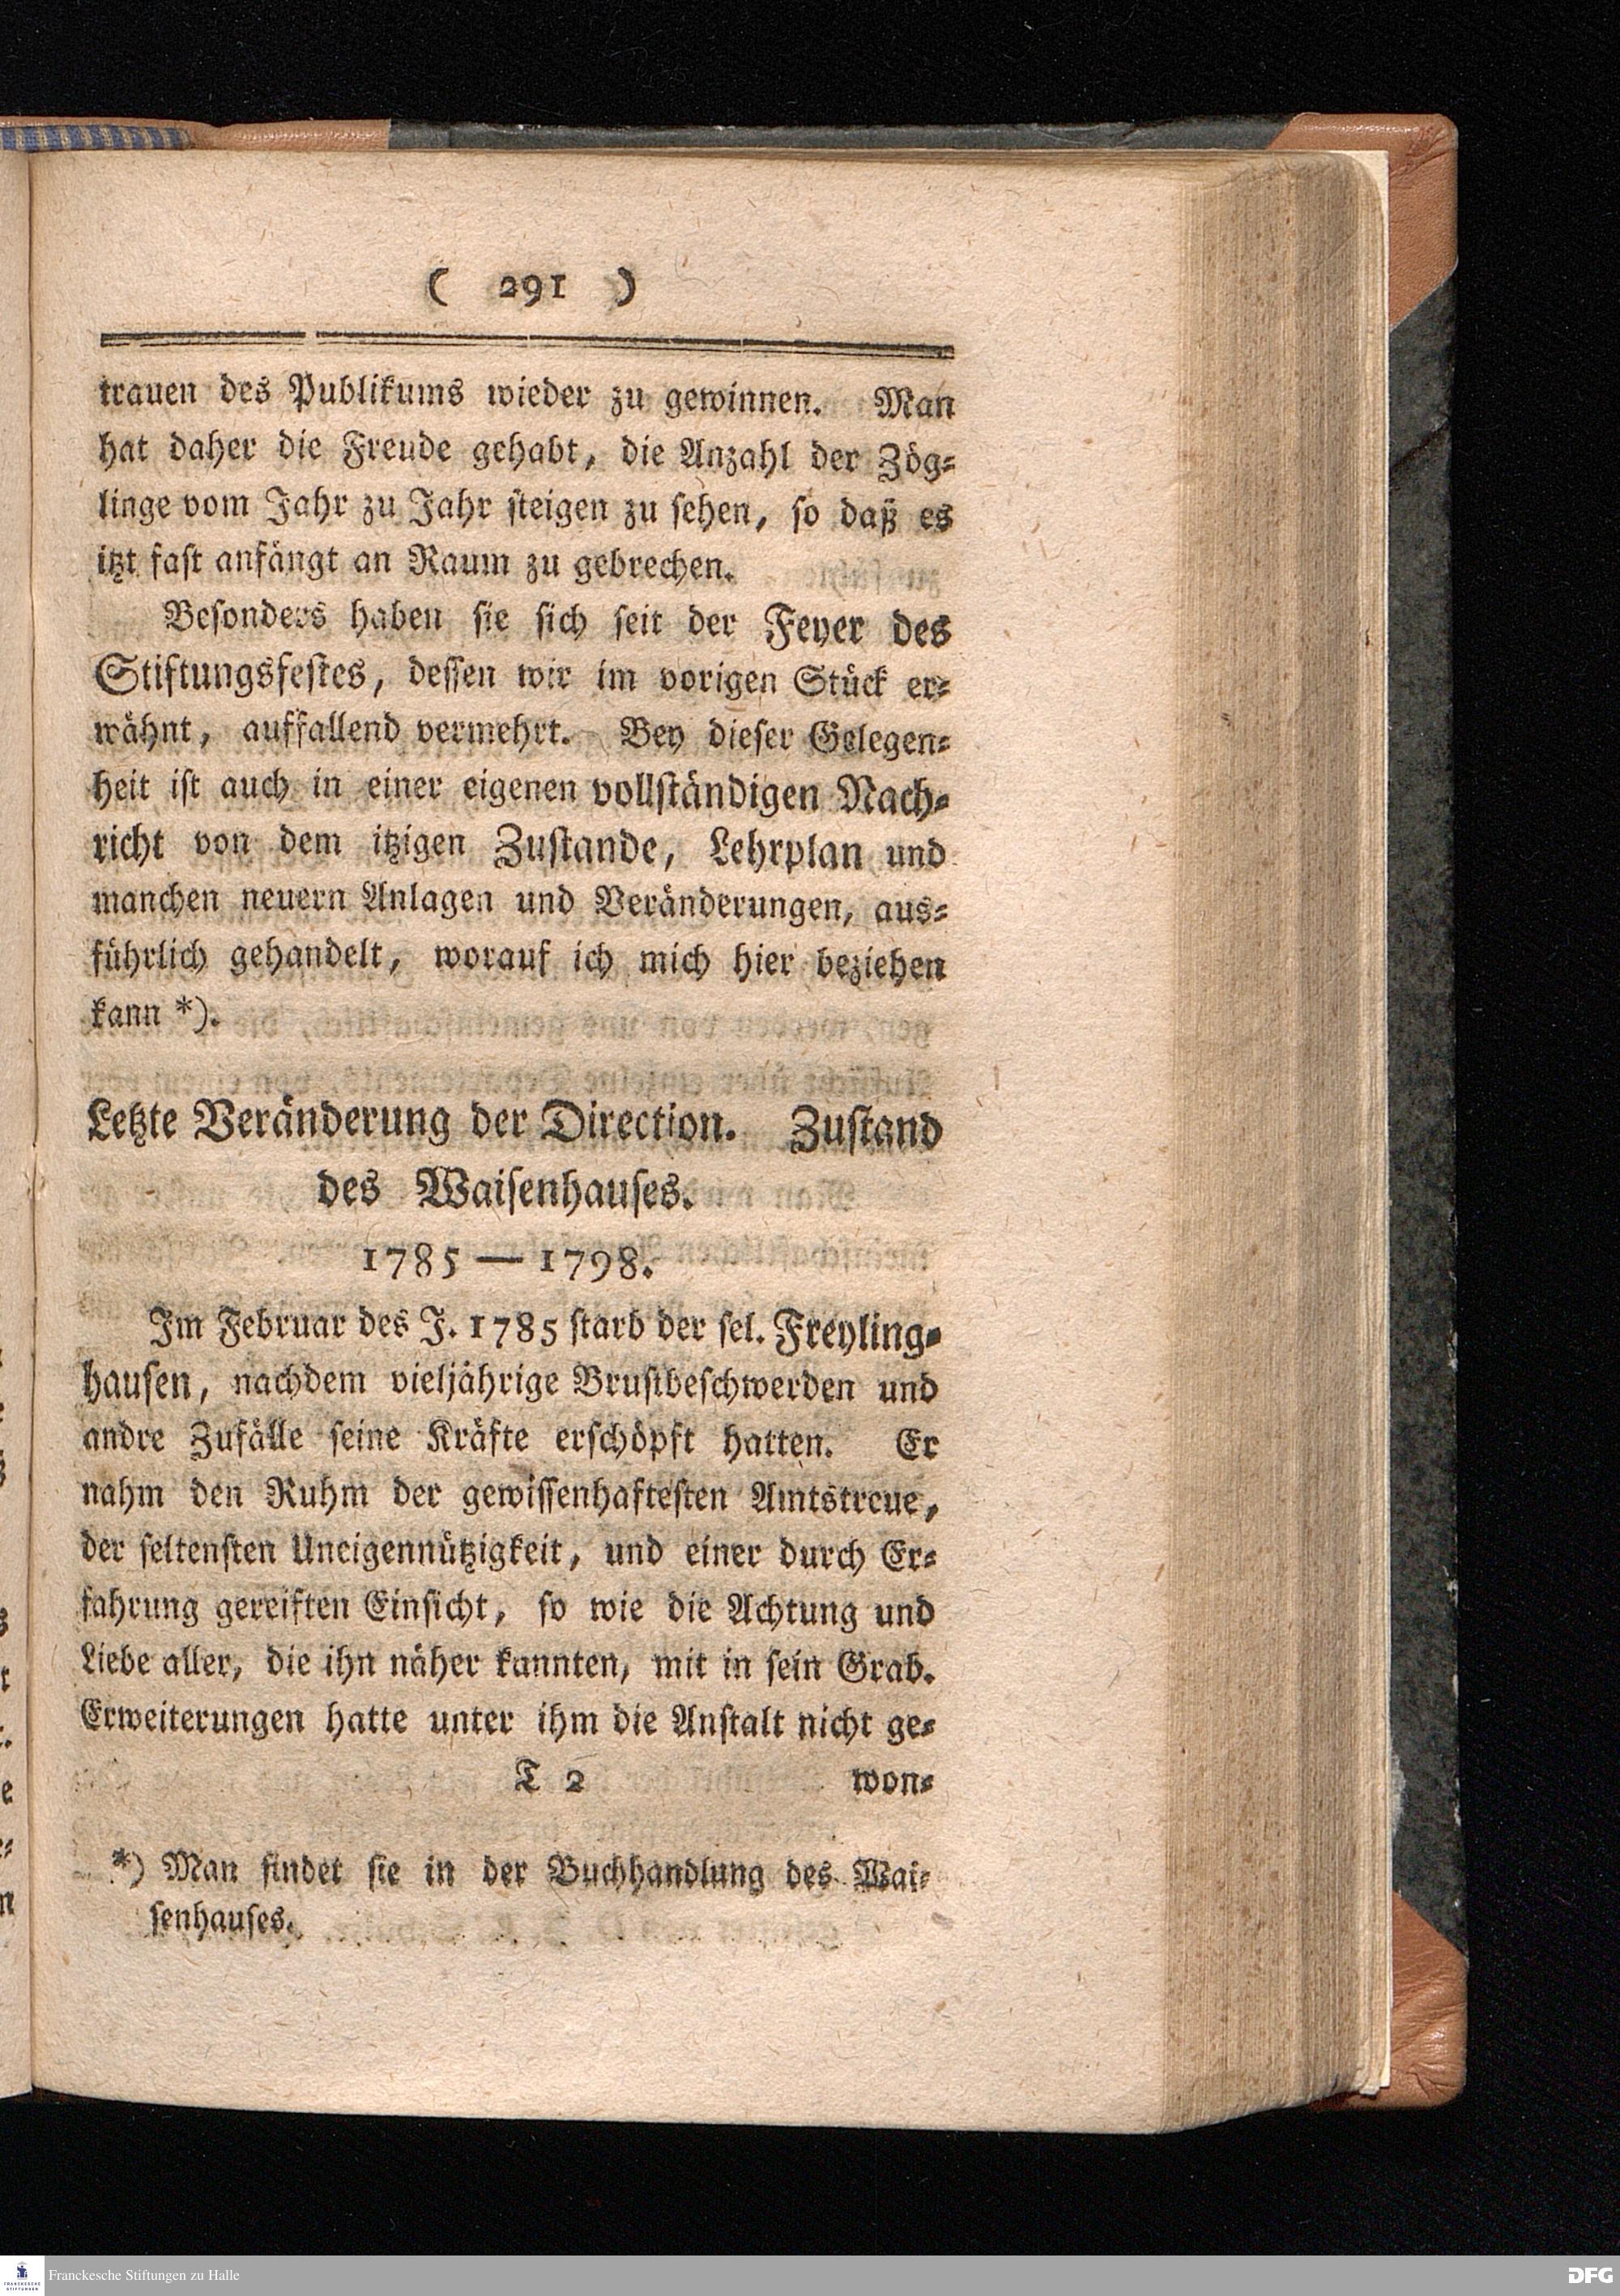 ( 291 )
trauen des Publikums wieder zu gewinnen. Man
hat daher die Freude gehabt, die Anzahl der Zög-
linge vom Jahr zu Jahr steigen zu sehen, so daß es
itzt fast anfängt an Raum zu gebrechen.
Besonders haben sie sich seit der Feyer des
Stiftungsfestes, dessen wir im vorigen Stück er-
wähnt, auffallend vermehrt. Bey dieser Gelegen-
heit ist auch in einer eigenen vollständigen Nach-
richt von dem itzigen Zustande, Lehrplan und
manchen neuern Anlagen und Veränderungen, aus-
führlich gehandelt, worauf ich mich hier beziehen
kann *).
Letzte Veränderung der Direction. Zustand
des Waisenhauses.
1785 — 1798.
Im Februar des J. 1785 starb der sel. Freyling-
hausen, nachdem vieljährige Brustbeschwerden und
andre Zufälle seine Kräfte erschöpft hatten. Er
nahm den Ruhm der gewissenhaftesten Amtstreue,
der seltensten Uneigennützigkeit, und einer durch Er-
fahrung gereiften Einsicht, so wie die Achtung und
Liebe aller, die ihn näher kannten, mit in sein Grab.
Erweiterungen hatte unter ihm die Anstalt nicht ge-
T 2 won-
*) Man findet sie in der Buchhandlung des Wai-
senhauses.
FRANCKESCHE STIFTUNGEN
Franckesche Stiftungen zu Halle
DFG